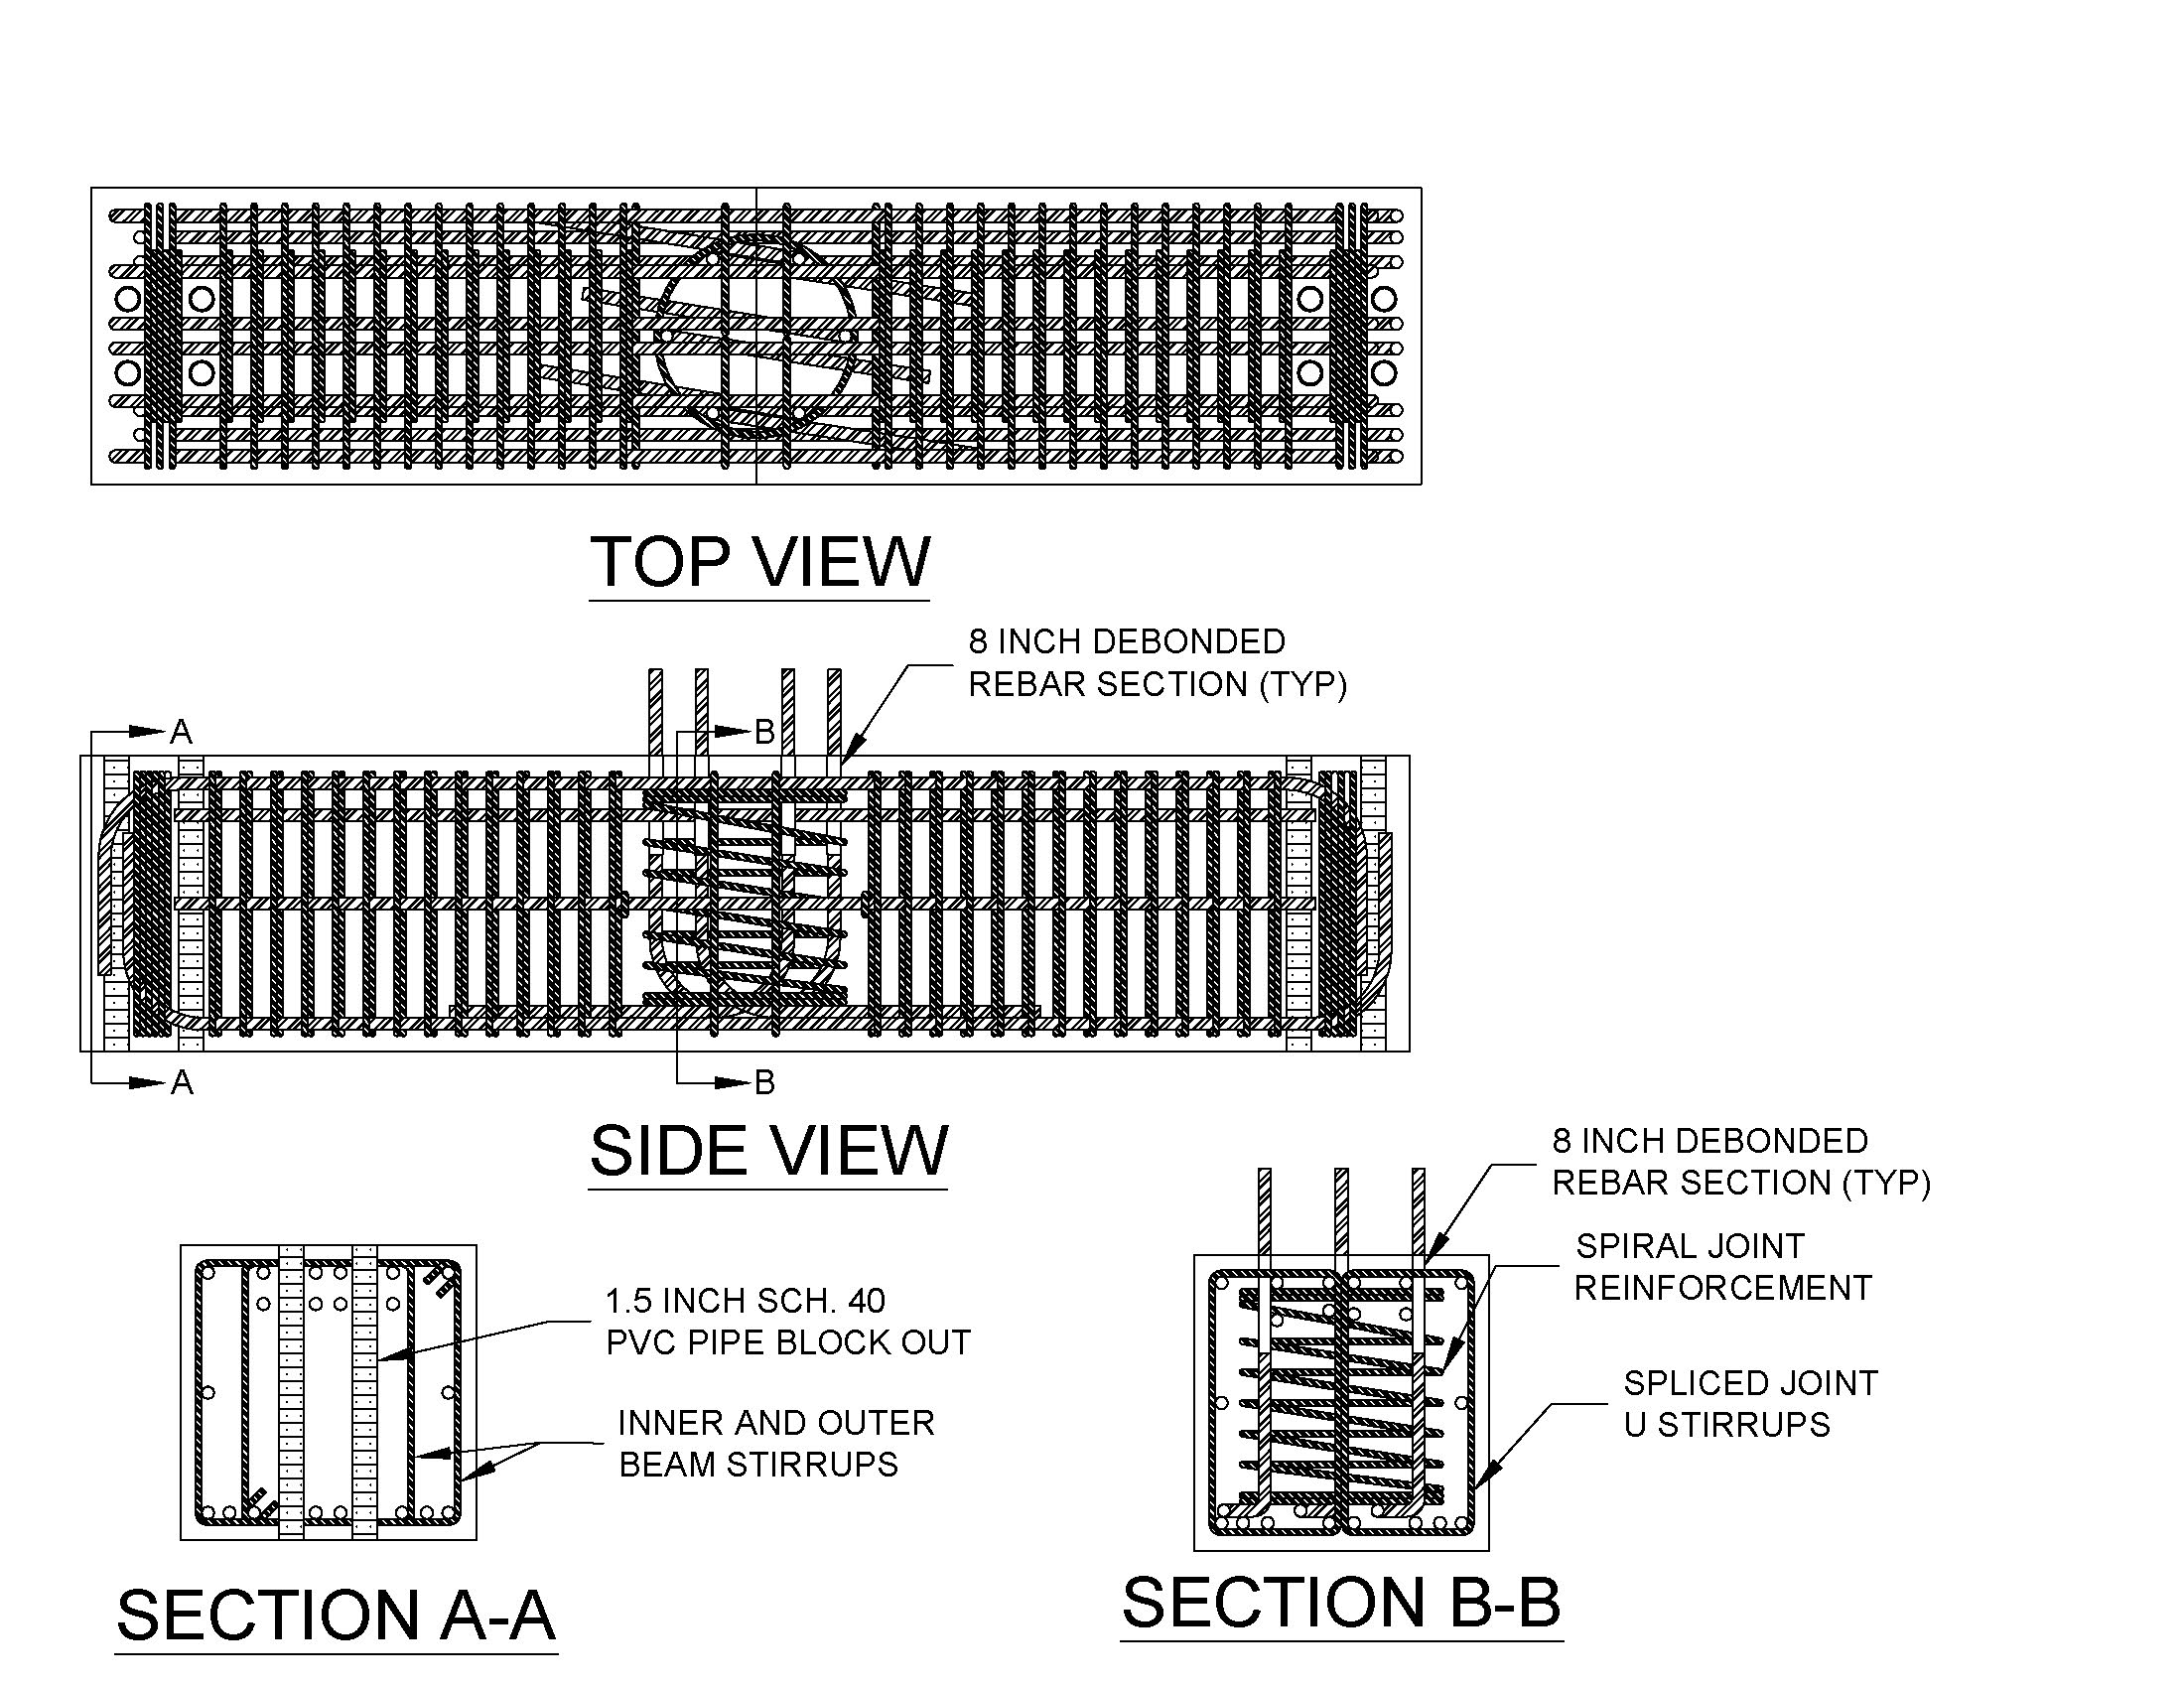 TOP VIEW
8 INCH DEBONDED
REBAR SECTION (TYP)
A
B
A
B
SIDE VIEW
8 INCH DEBONDED
REBAR SECTION (TYP)
SPIRAL JOINT
REINFORCEMENT
1.5 INCH SCH. 40
PVC PIPE BLOCK OUT
SPLICED JOINT
U STIRRUPS
INNER AND OUTER
BEAM STIRRUPS
SECTION A-A
SECTION B-B